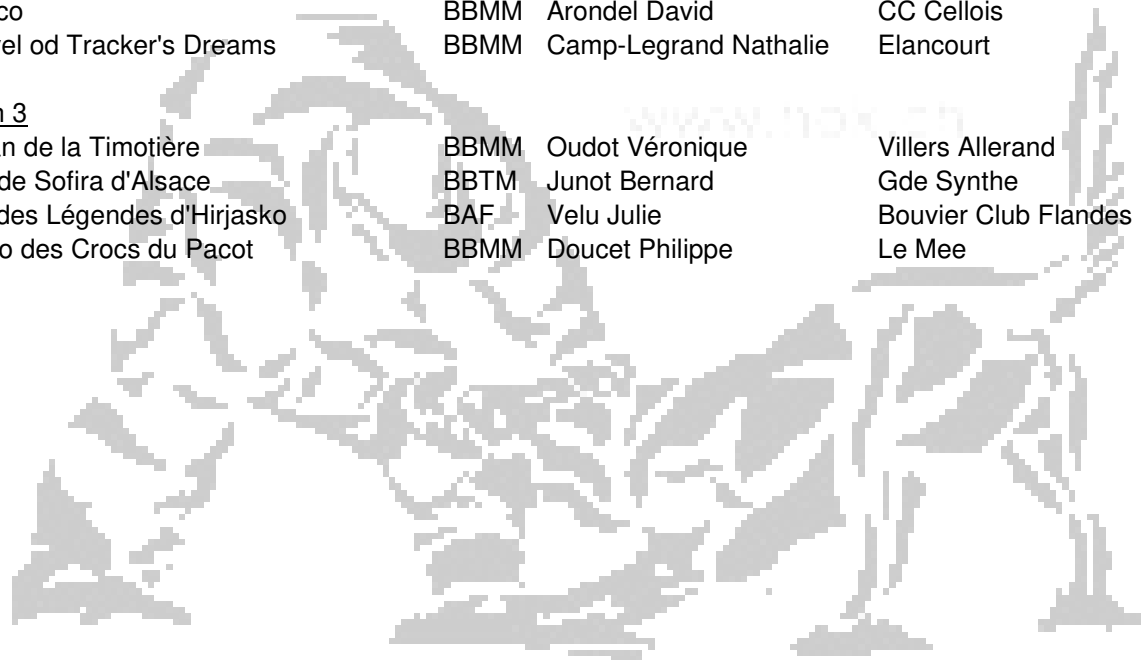 co BBMM Arondel David CC Cellois
el od Tracker's Dreams BBMM Camp-Legrand Nathalie Elancourt
n 3
an de la Timotière BBMM Oudot Véronique Villers Allerand
de Sofira d'Alsace BBTM Junot Bernard Gde Synthe
des Légendes d'Hirjasko BAF Velu Julie Bouvier Club Flandes
o des Crocs du Pacot BBMM Doucet Philippe Le Mee